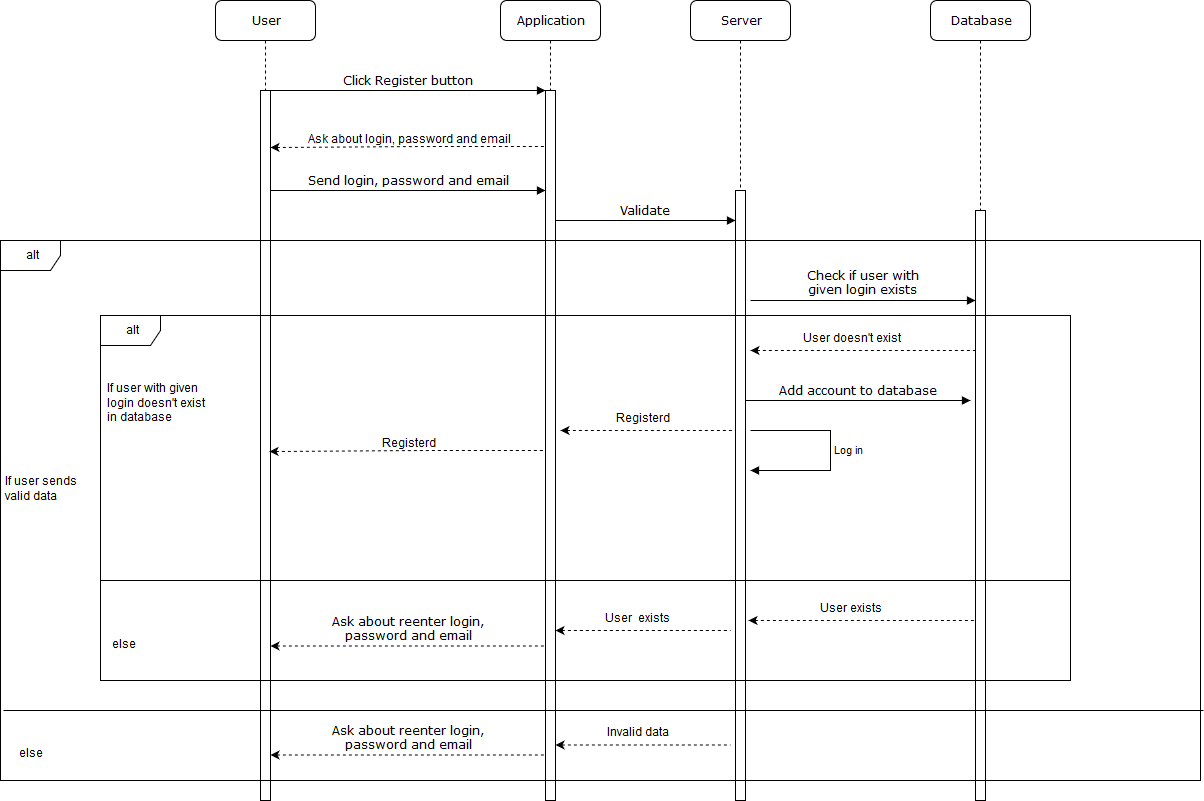 User
Application
Server
Database
Click Register button
Ask about login, password and email
Send login, password and email
Validate
alt
Check if user with
given login exists
alt
User doesn't exist
If user with given
login doesn't exist
in database
Add account to database
Registerd
Registerd
Log in
If user sends
valid data
User exists
User  exists
Ask about reenter login,
password and email
else
Ask about reenter login,
password and email
Invalid data
else